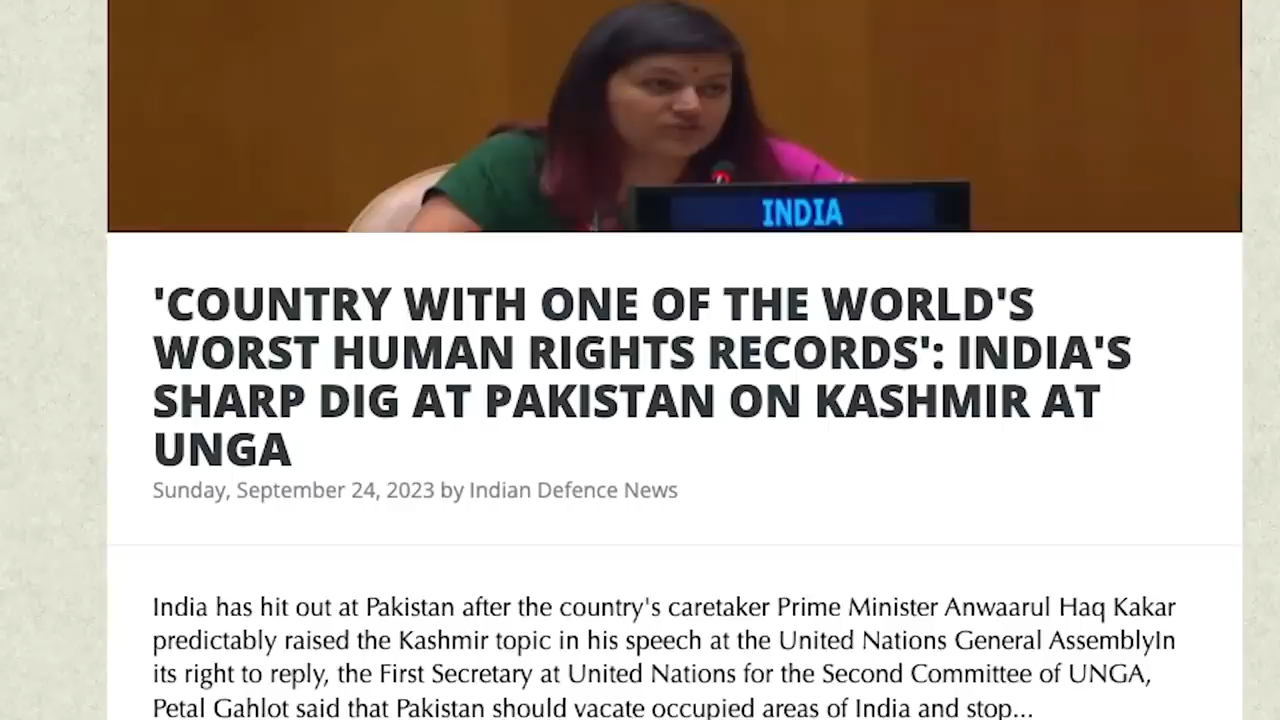 INDIA
'COUNTRY WITH ONE OF THE WORLD'S
WORST HUMAN RIGHTS RECORDS': INDIA'S
SHARP DIG AT PAKISTAN ON KASHMIR AT
UNGA
Sunday, September 24, 2023 by Indian Defence News
India has hit out at Pakistan after the country's caretaker Prime Minister Anwaarul Haq Kakar
predictably raised the Kashmir topic in his speech at the United Nations General AssemblyIn
its right to reply, the First Secretary at United Nations for the Second Committee of UNGA,
Petal Gahlot said that Pakistan should vacate occupied areas of India and stop...